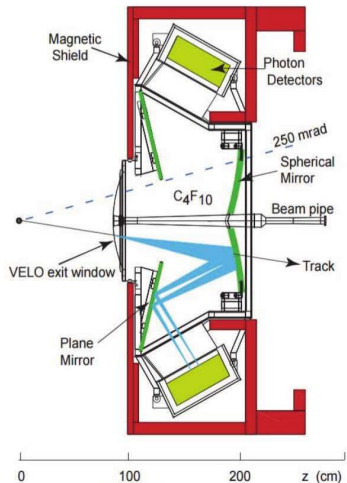 Magnetic
Shield
Photon
Detectors
250 mrad
Spherical
Mirror
C4F10
Beam pipe
VELO exit window
Track
Plane
Mirror
0 100 200 z (cm)